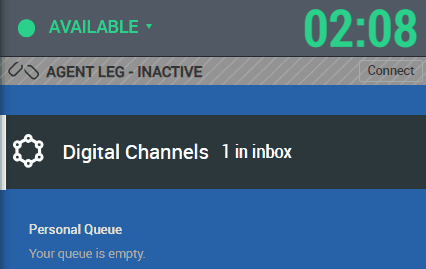 AVAILABLE
02:08
AGENT LEG - INACTIVE
Connect
Digital Channels 1 in inbox
Personal Queue
Your queue is empty.